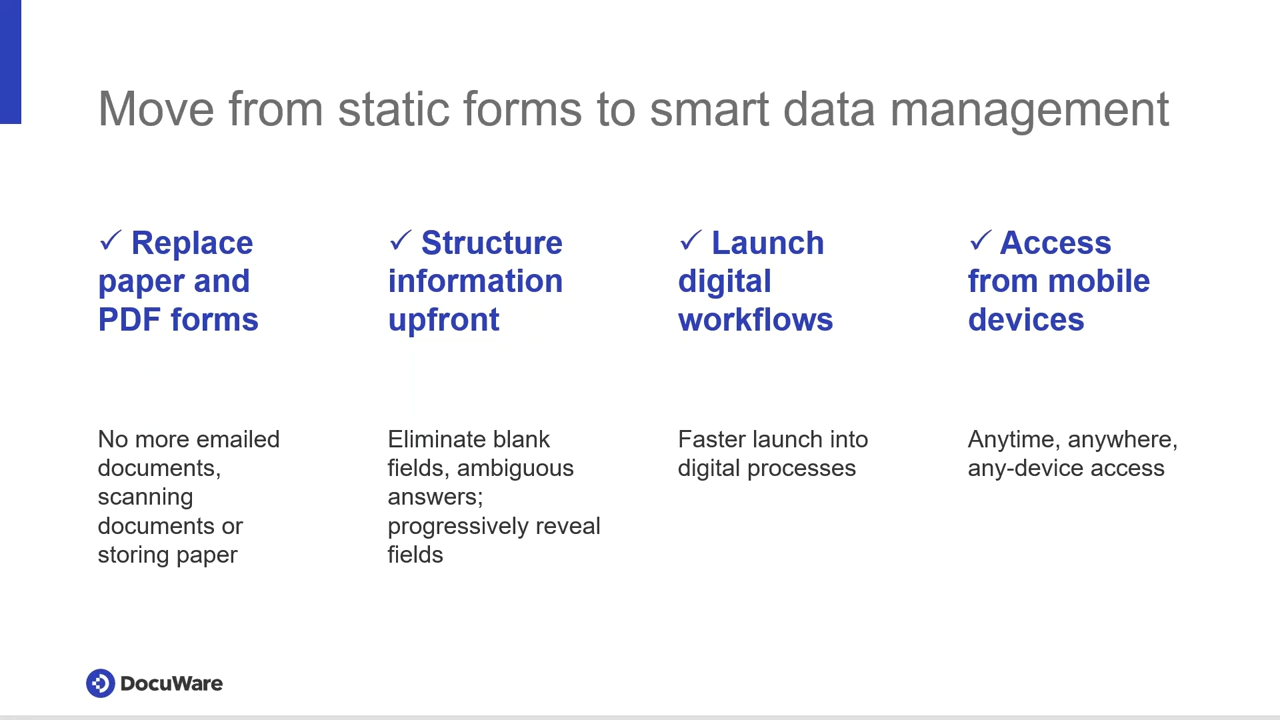 Move from static forms to smart data management
✓ Replace
paper and
PDF forms
No more emailed
documents,
scanning
documents or
storing paper
✓ Structure
information
upfront
Eliminate blank
fields, ambiguous
answers;
progressively reveal
fields
✓ Launch
digital
workflows
Faster launch into
digital processes
✓ Access
from mobile
devices
Anytime, anywhere,
any-device access
DocuWare